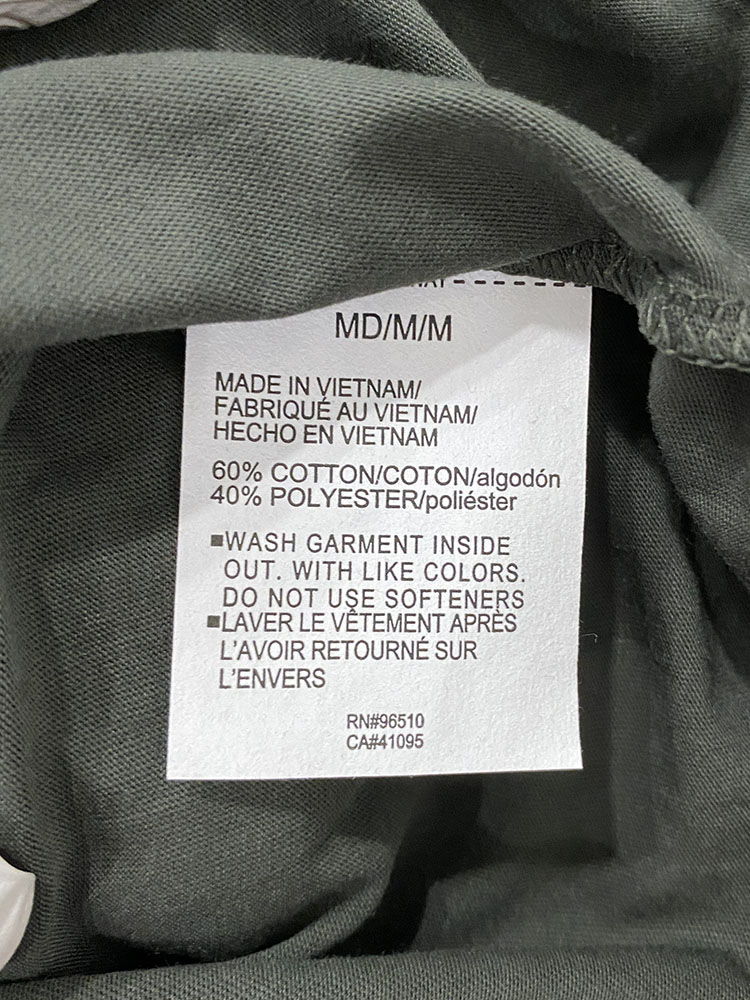 MD/M/M
MADE IN VIETNAM/
FABRIQUÉ AU VIETNAM/
HECHO EN VIETNAM
60% COTTON/COTON/algodón
40% POLYESTER/poliéster
▪WASH GARMENT INSIDE
OUT. WITH LIKE COLORS.
DO NOT USE SOFTENERS
▪LAVER LE VÊTEMENT APRÈS
L'AVOIR RETOURNÉ SUR
L'ENVERS
RN#96510
CA#41095